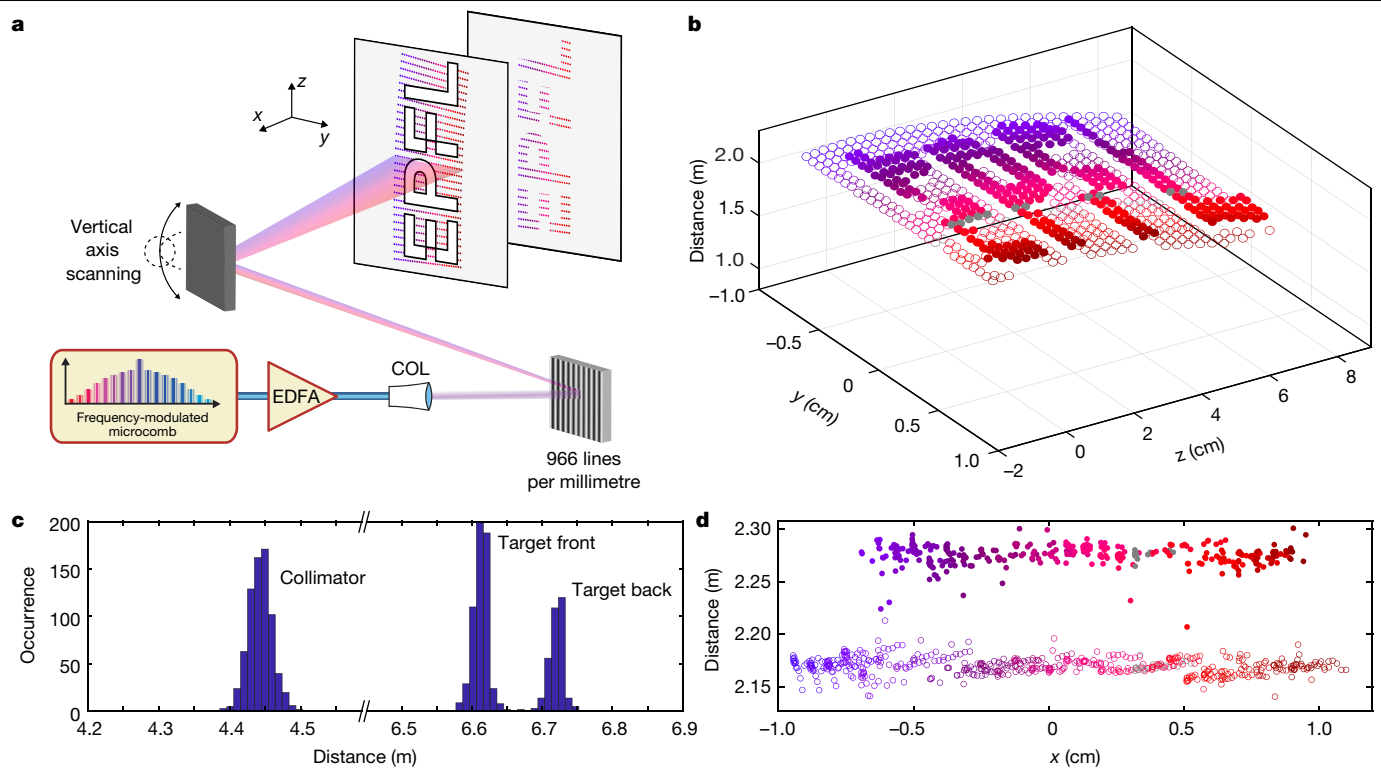 a
z
x
y
EPFL
Vertical
axis
scanning
Frequency-modulated
microcomb
EDFA
COL
966 lines
per millimetre
b
Distance (m)
2.0
1.5
1.0
–1.0
–0.5
0
0.5
1.0
y (cm)
–2
0
2
4
6
8
z (cm)
c
Occurrence
200
150
100
50
0
Collimator
Target front
Target back
4.2 4.3 4.4 4.5 6.5 6.6 6.7 6.8 6.9
Distance (m)
d
Distance (m)
2.30
2.25
2.20
2.15
–1.0 –0.5 0 0.5 1.0
x (cm)